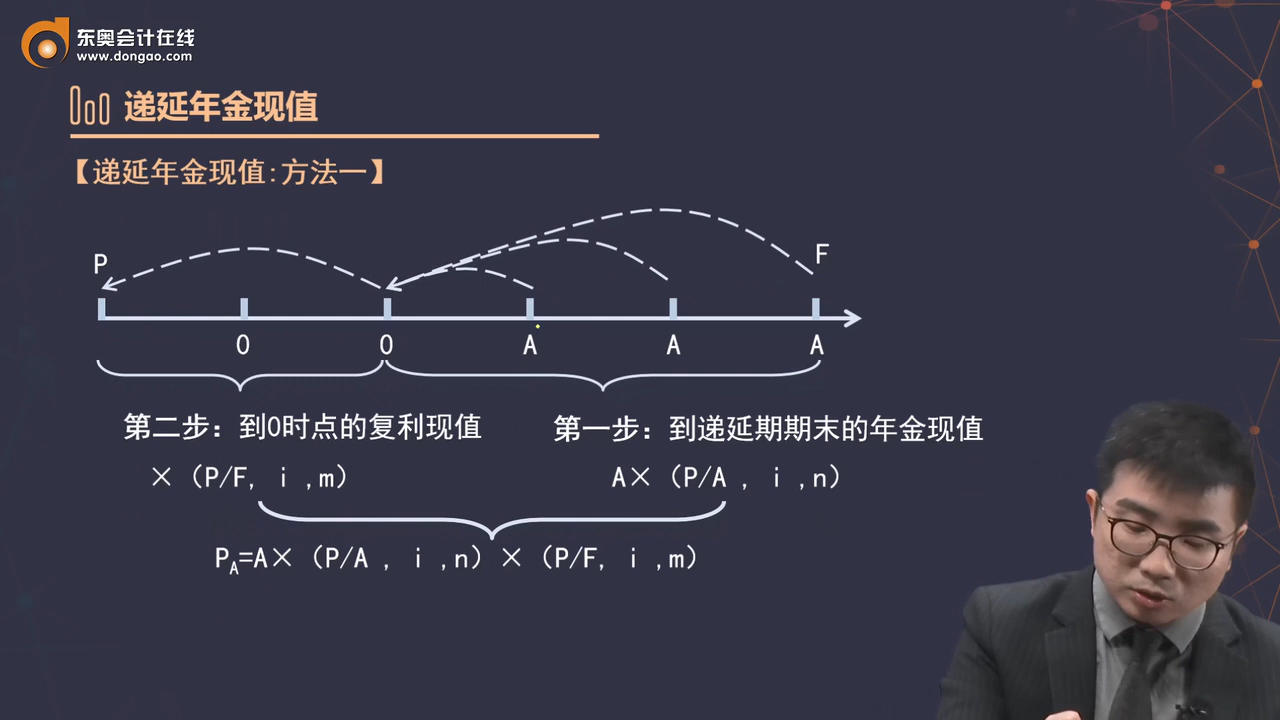 东奥会计在线
www.dongao.com
递延年金现值
【递延年金现值:方法一】
P
F
0 0 A A A
第二步：到0时点的复利现值
第一步：到递延期期末的年金现值
×（P/F, i ,m）
A×（P/A , i ,n）
PA=A×（P/A , i ,n）×（P/F, i ,m）